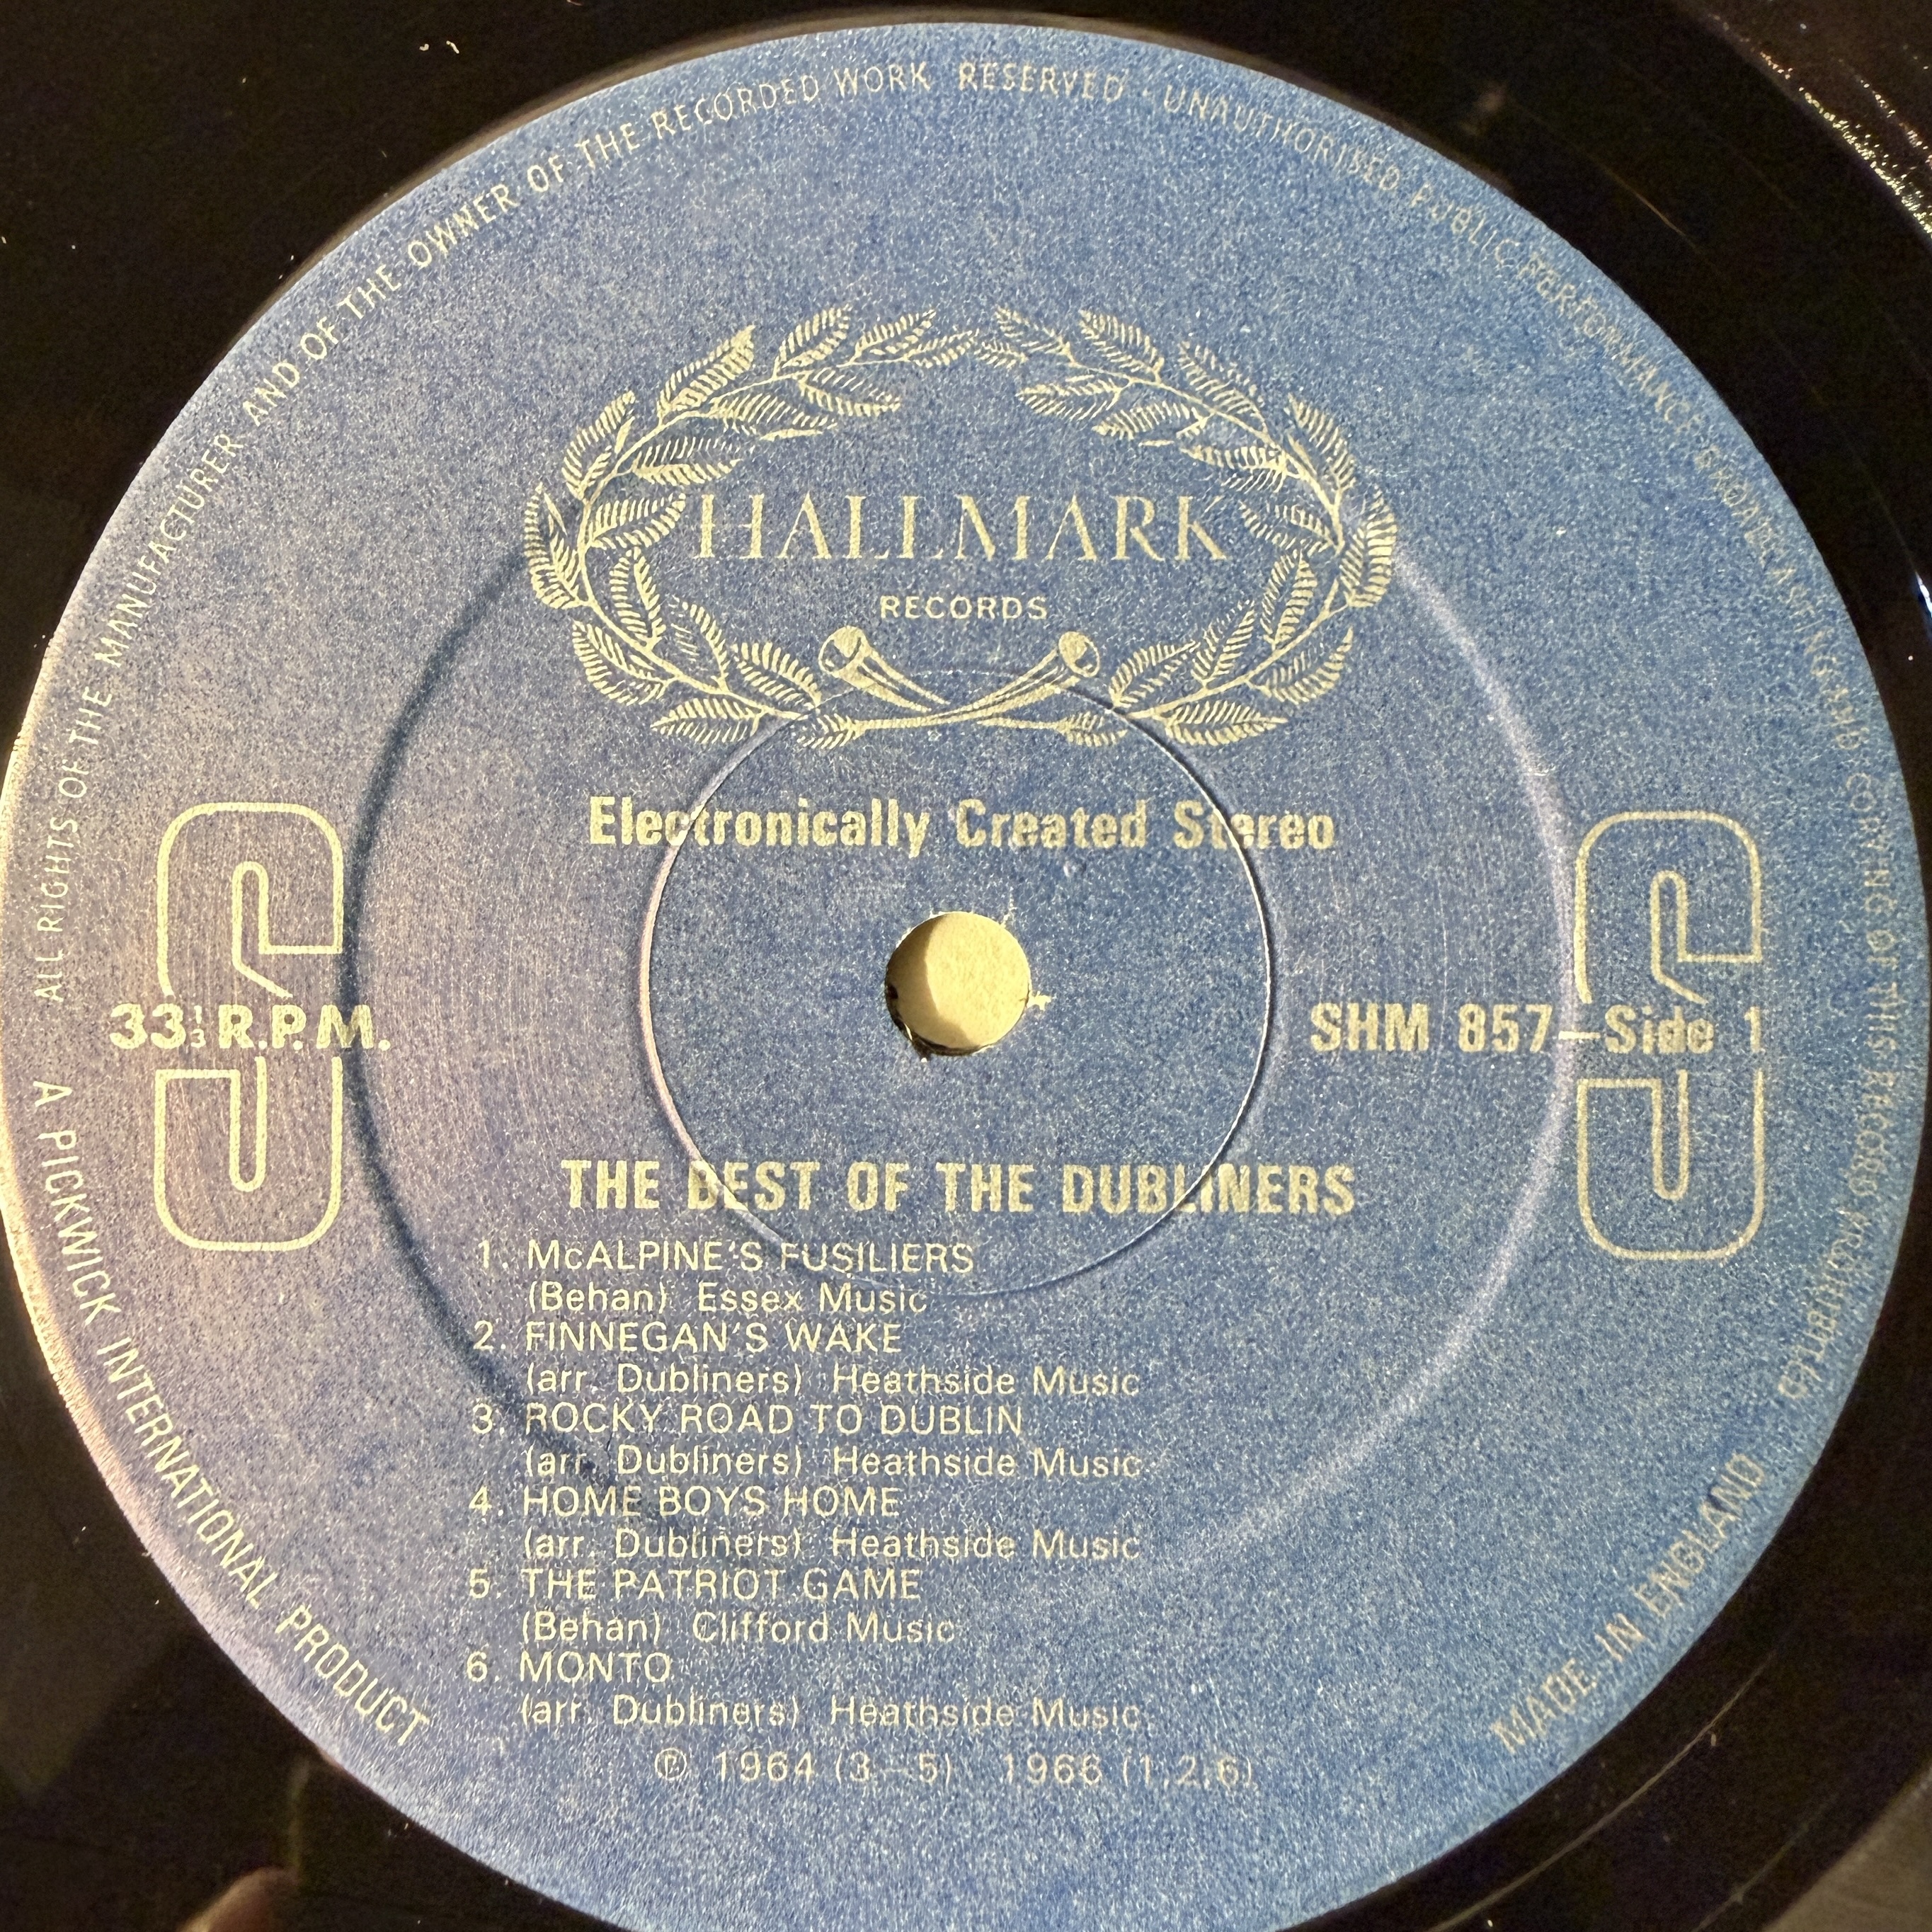 ALL RIGHTS OF THE MANUFACTURER AND OF THE OWNER OF THE RECORDED WORK RESERVED · UNAUTHORISED PUBLIC PERFORMANCE BROADCASTING AND COPYING OF THIS RECORD PROHIBITED
HALLMARK
RECORDS
Electronically Created Stereo
S
S
33⅓ R.P.M.
SHM 857–Side 1
THE BEST OF THE DUBLINERS
1. McALPINE'S FUSILIERS
(Behan) Essex Music
2. FINNEGAN'S WAKE
(arr. Dubliners) Heathside Music
3. ROCKY ROAD TO DUBLIN
(arr. Dubliners) Heathside Music
4. HOME BOYS HOME
(arr. Dubliners) Heathside Music
5. THE PATRIOT GAME
(Behan) Clifford Music
6. MONTO
(arr. Dubliners) Heathside Music
℗ 1964 (3–5) 1966 (1,2,6)
A PICKWICK INTERNATIONAL PRODUCT
MADE IN ENGLAND